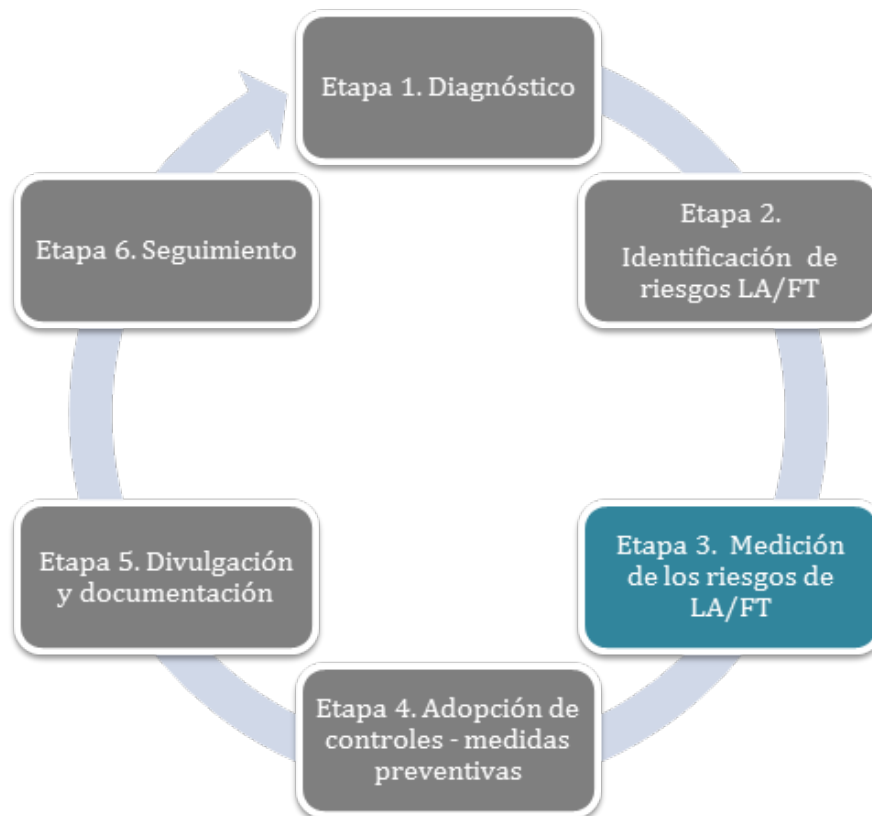 Etapa 1. Diagnóstico
Etapa 2.
Identificación de
riesgos LA/FT
Etapa 3. Medición
de los riesgos de
LA/FT
Etapa 4. Adopción de
controles - medidas
preventivas
Etapa 5. Divulgación
y documentación
Etapa 6. Seguimiento